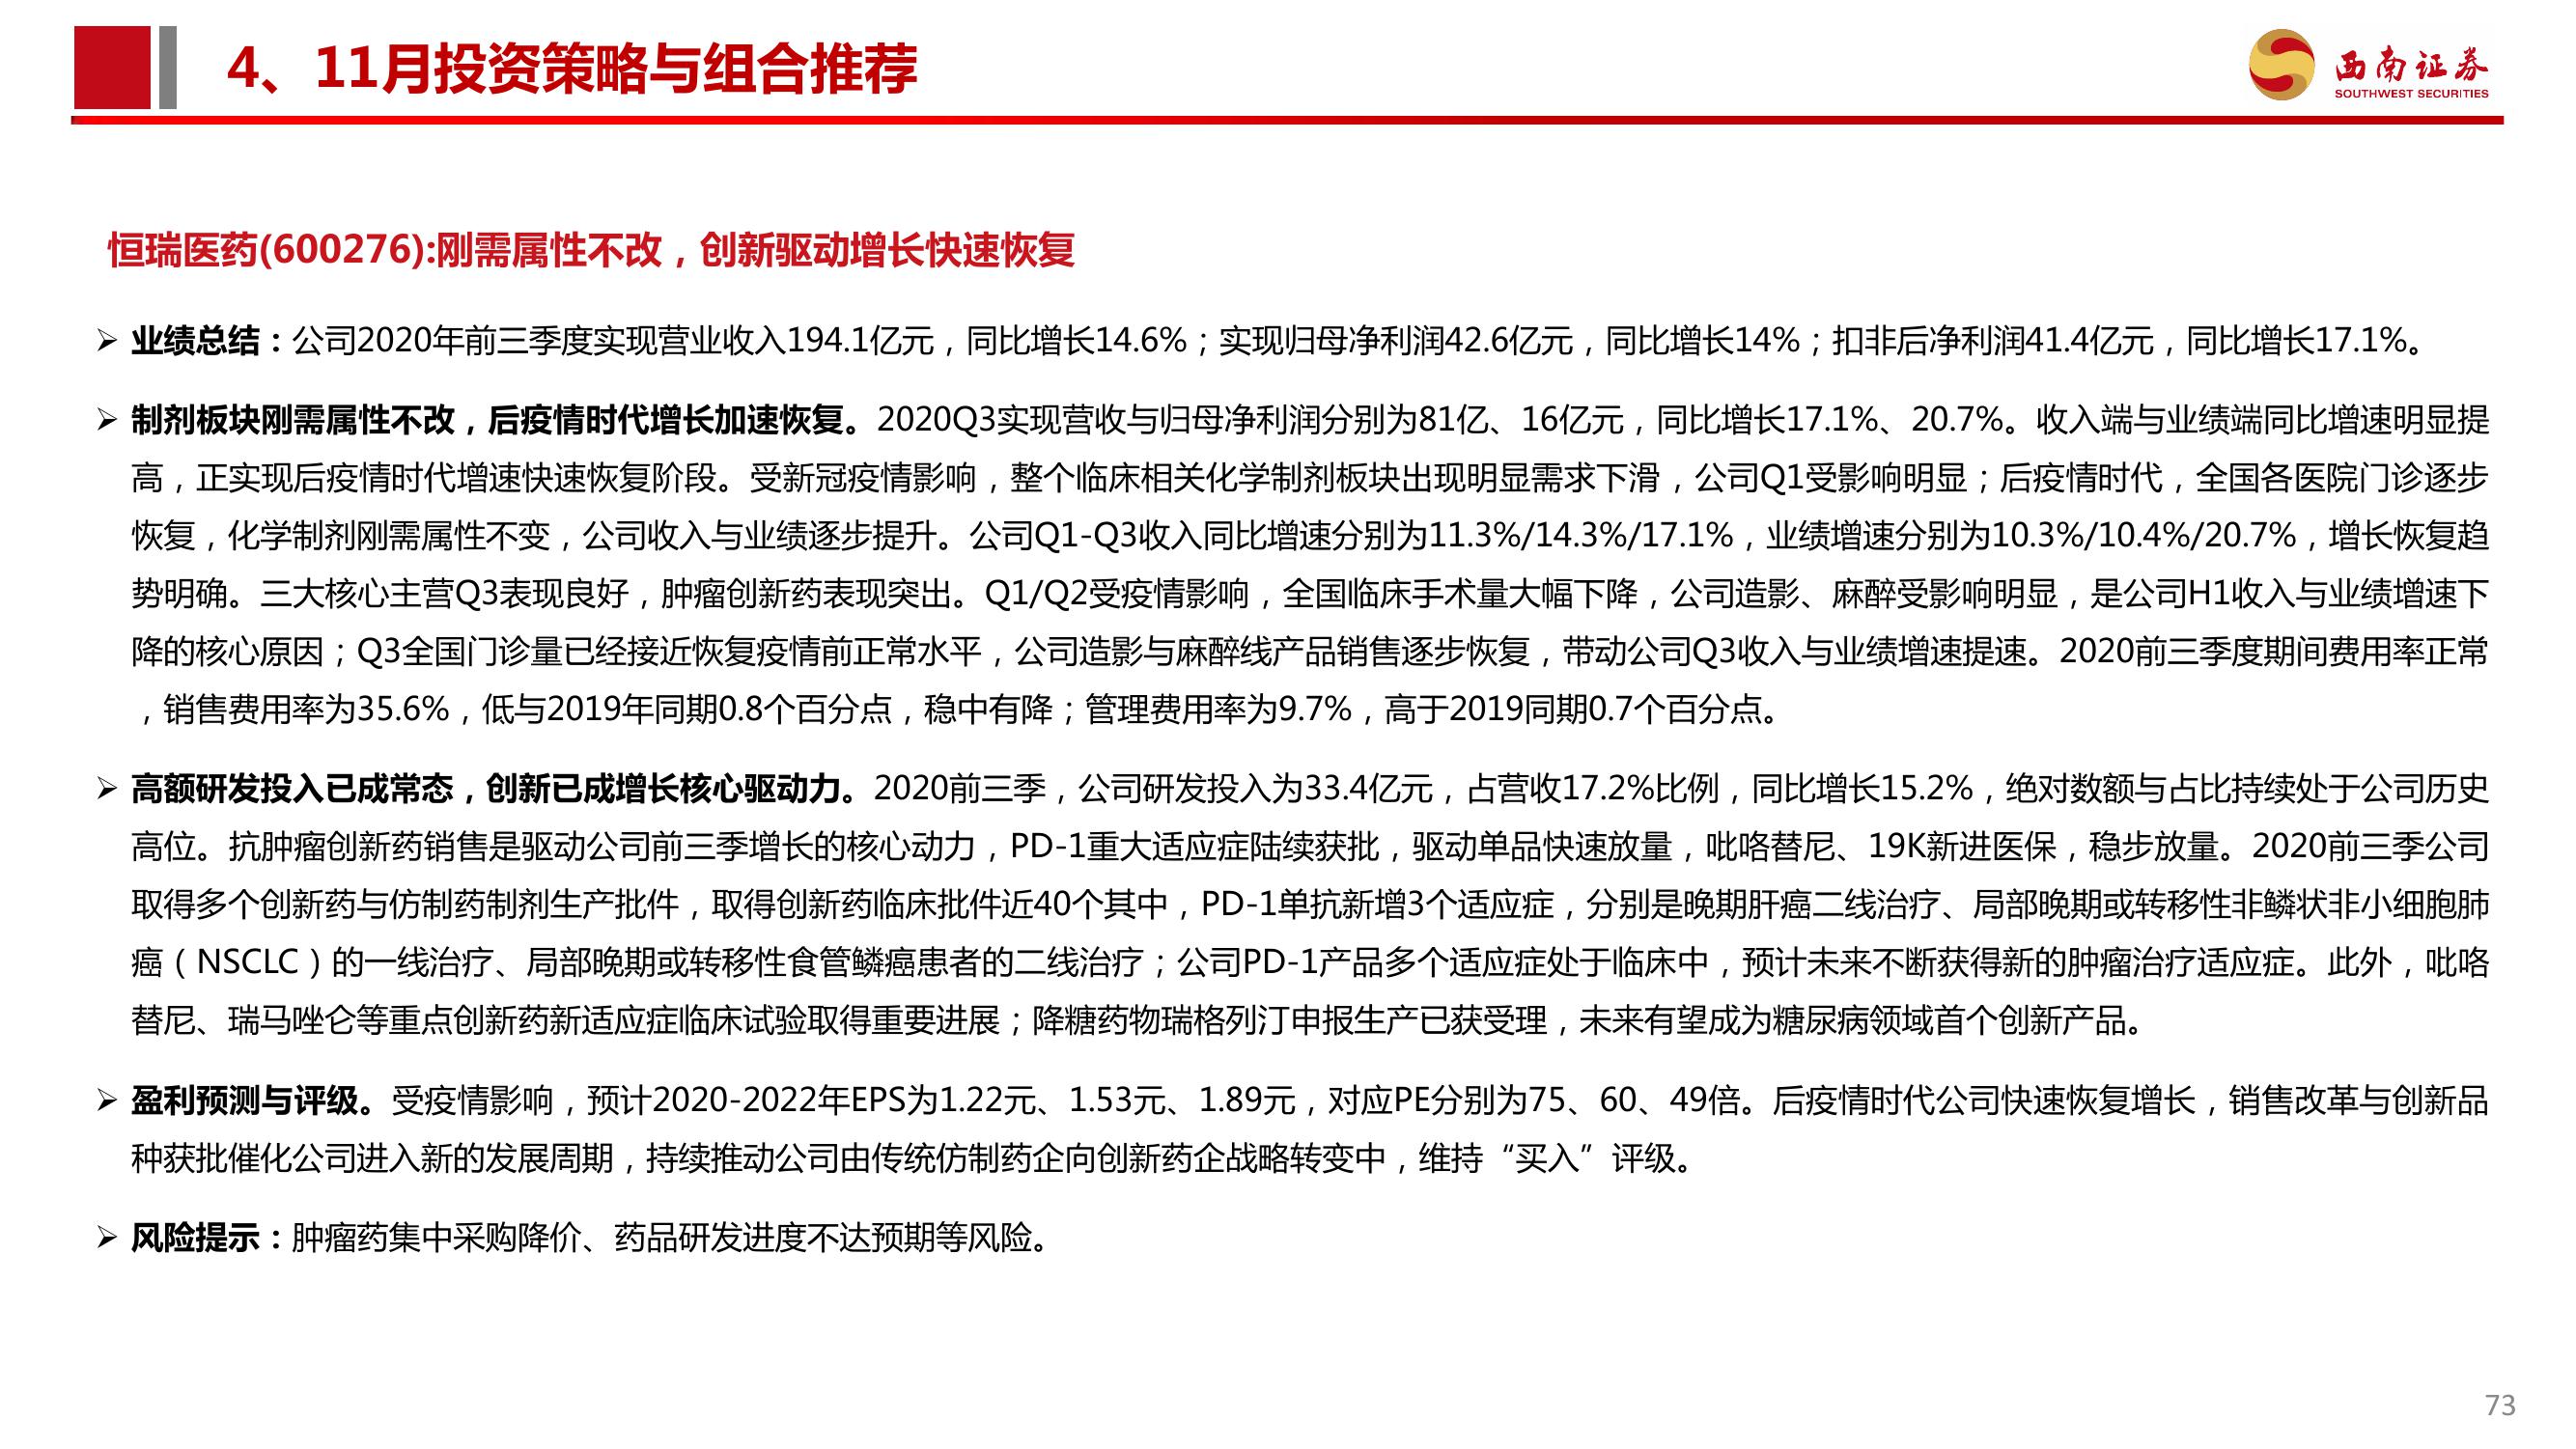 4、11月投资策略与组合推荐
西南证券
SOUTHWEST SECURITIES
恒瑞医药(600276):刚需属性不改，创新驱动增长快速恢复
➢ 业绩总结：公司2020年前三季度实现营业收入194.1亿元，同比增长14.6%；实现归母净利润42.6亿元，同比增长14%；扣非后净利润41.4亿元，同比增长17.1%。
➢ 制剂板块刚需属性不改，后疫情时代增长加速恢复。2020Q3实现营收与归母净利润分别为81亿、16亿元，同比增长17.1%、20.7%。收入端与业绩端同比增速明显提
高，正实现后疫情时代增速快速恢复阶段。受新冠疫情影响，整个临床相关化学制剂板块出现明显需求下滑，公司Q1受影响明显；后疫情时代，全国各医院门诊逐步
恢复，化学制剂刚需属性不变，公司收入与业绩逐步提升。公司Q1-Q3收入同比增速分别为11.3%/14.3%/17.1%，业绩增速分别为10.3%/10.4%/20.7%，增长恢复趋
势明确。三大核心主营Q3表现良好，肿瘤创新药表现突出。Q1/Q2受疫情影响，全国临床手术量大幅下降，公司造影、麻醉受影响明显，是公司H1收入与业绩增速下
降的核心原因；Q3全国门诊量已经接近恢复疫情前正常水平，公司造影与麻醉线产品销售逐步恢复，带动公司Q3收入与业绩增速提速。2020前三季度期间费用率正常
，销售费用率为35.6%，低与2019年同期0.8个百分点，稳中有降；管理费用率为9.7%，高于2019同期0.7个百分点。
➢ 高额研发投入已成常态，创新已成增长核心驱动力。2020前三季，公司研发投入为33.4亿元，占营收17.2%比例，同比增长15.2%，绝对数额与占比持续处于公司历史
高位。抗肿瘤创新药销售是驱动公司前三季增长的核心动力，PD-1重大适应症陆续获批，驱动单品快速放量，吡咯替尼、19K新进医保，稳步放量。2020前三季公司
取得多个创新药与仿制药制剂生产批件，取得创新药临床批件近40个其中，PD-1单抗新增3个适应症，分别是晚期肝癌二线治疗、局部晚期或转移性非鳞状非小细胞肺
癌（NSCLC）的一线治疗、局部晚期或转移性食管鳞癌患者的二线治疗；公司PD-1产品多个适应症处于临床中，预计未来不断获得新的肿瘤治疗适应症。此外，吡咯
替尼、瑞马唑仑等重点创新药新适应症临床试验取得重要进展；降糖药物瑞格列汀申报生产已获受理，未来有望成为糖尿病领域首个创新产品。
➢ 盈利预测与评级。受疫情影响，预计2020-2022年EPS为1.22元、1.53元、1.89元，对应PE分别为75、60、49倍。后疫情时代公司快速恢复增长，销售改革与创新品
种获批催化公司进入新的发展周期，持续推动公司由传统仿制药企向创新药企战略转变中，维持“买入”评级。
➢ 风险提示：肿瘤药集中采购降价、药品研发进度不达预期等风险。
73